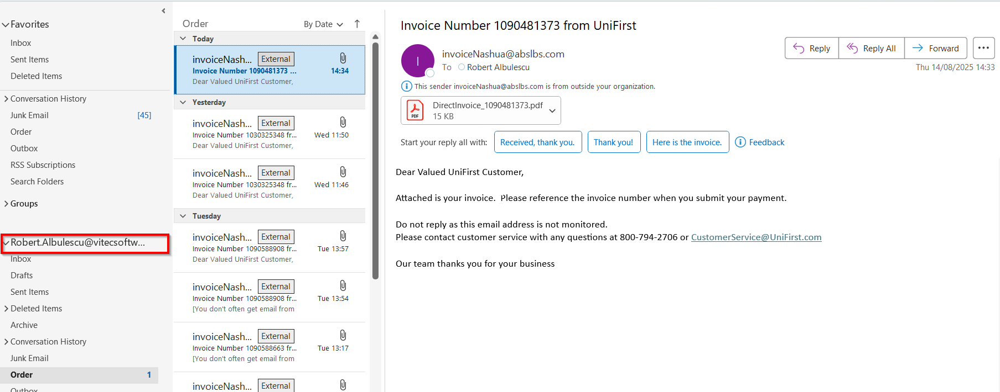 Favorites
Inbox
Sent Items
Deleted Items
Conversation History
Junk Email [45]
Order
Outbox
RSS Subscriptions
Search Folders
Groups
Robert.Albulescu@vitecsoftw...
Inbox
Drafts
Sent Items
Deleted Items
Archive
Conversation History
Junk Email
Order 1
Outbox
Order By Date
Today
invoiceNash... External
Invoice Number 1090481373 ... 14:34
Dear Valued UniFirst Customer,
Yesterday
invoiceNash... External
Invoice Number 1030325348 fr... Wed 11:50
Dear Valued UniFirst Customer,
invoiceNash... External
Invoice Number 1030325348 fr... Wed 11:46
Dear Valued UniFirst Customer,
Tuesday
invoiceNash... External
Invoice Number 1090588908 fr... Tue 13:57
Dear Valued UniFirst Customer,
invoiceNash... External
Invoice Number 1090588908 fr... Tue 13:54
[You don't often get email from
invoiceNash... External
Invoice Number 1090588663 fr... Tue 13:17
[You don't often get email from
invoiceNash... External
Invoice Number 1090481373 from UniFirst
I
invoiceNashua@abslbs.com
To Robert Albulescu
Reply Reply All Forward
Thu 14/08/2025 14:33
This sender invoiceNashua@abslbs.com is from outside your organization.
PDF
DirectInvoice_1090481373.pdf
15 KB
Start your reply all with: Received, thank you. Thank you! Here is the invoice. Feedback
Dear Valued UniFirst Customer,
Attached is your invoice.  Please reference the invoice number when you submit your payment.
Do not reply as this email address is not monitored.
Please contact customer service with any questions at 800-794-2706 or CustomerService@UniFirst.com
Our team thanks you for your business